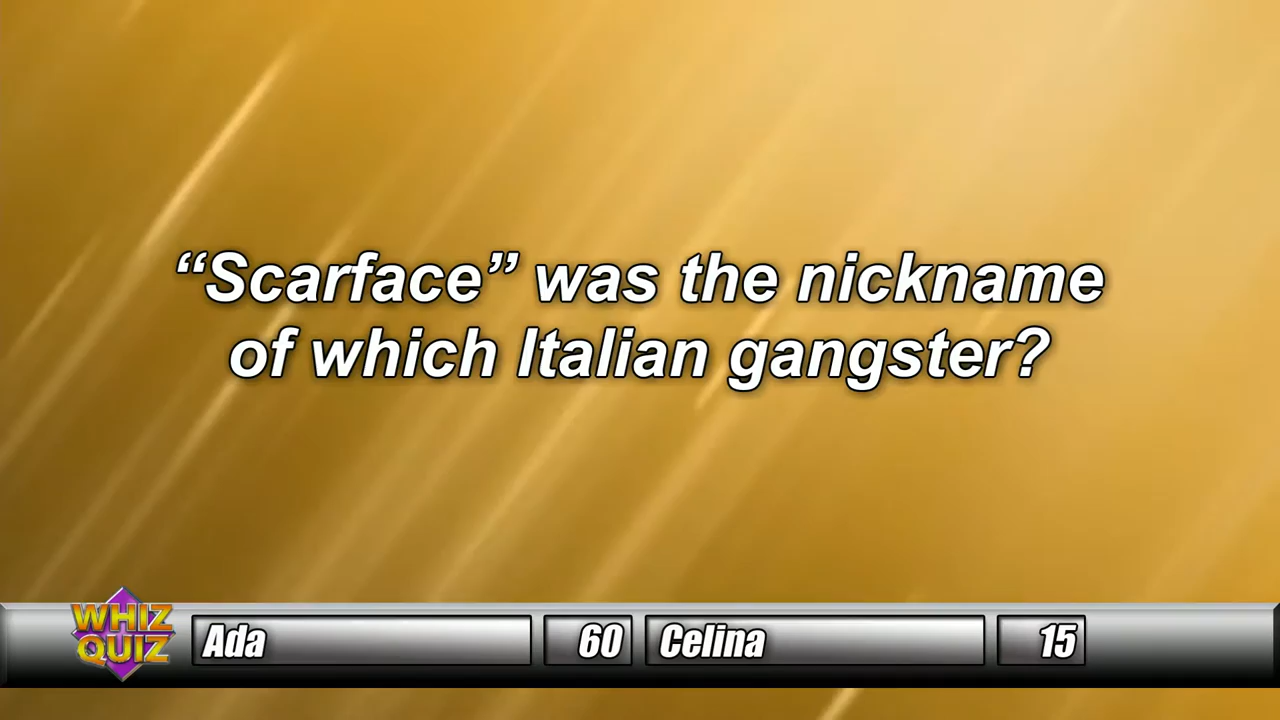 “Scarface” was the nickname
of which Italian gangster?
WHIZ
QUIZ
Ada
60
Celina
15